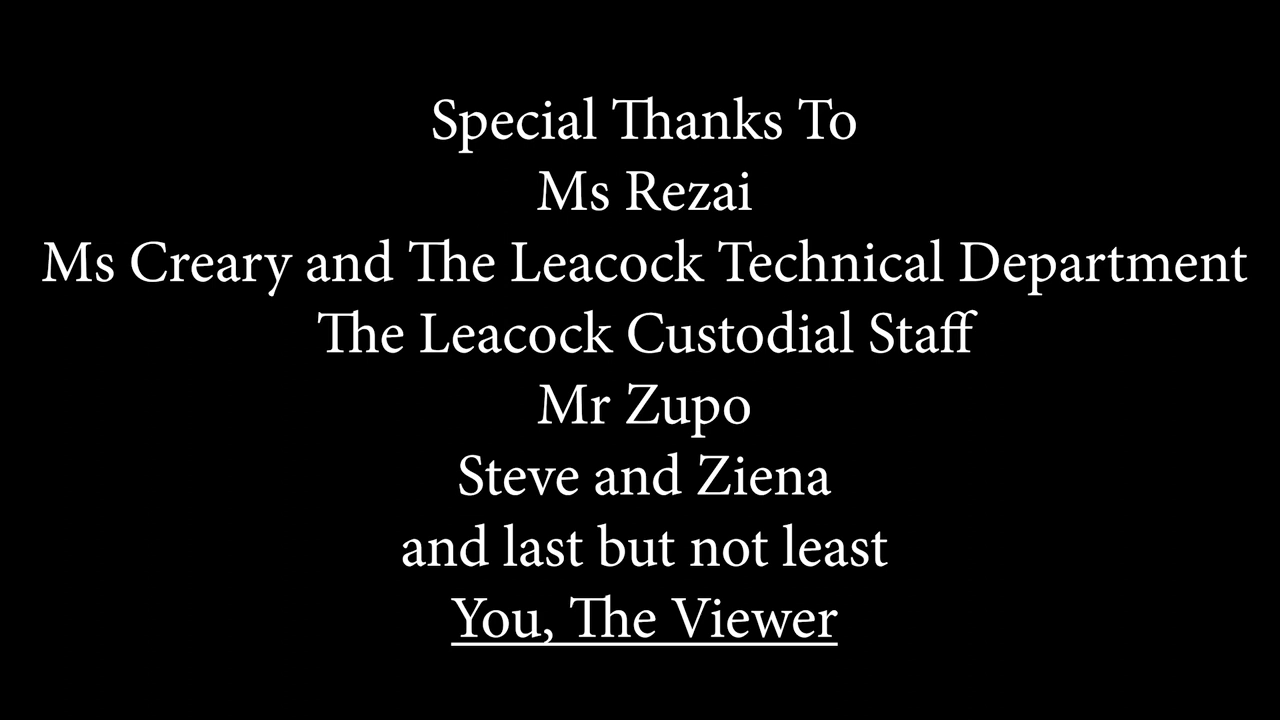 Special Thanks To
Ms Rezai
Ms Creary and The Leacock Technical Department
The Leacock Custodial Staff
Mr Zupo
Steve and Ziena
and last but not least
You, The Viewer